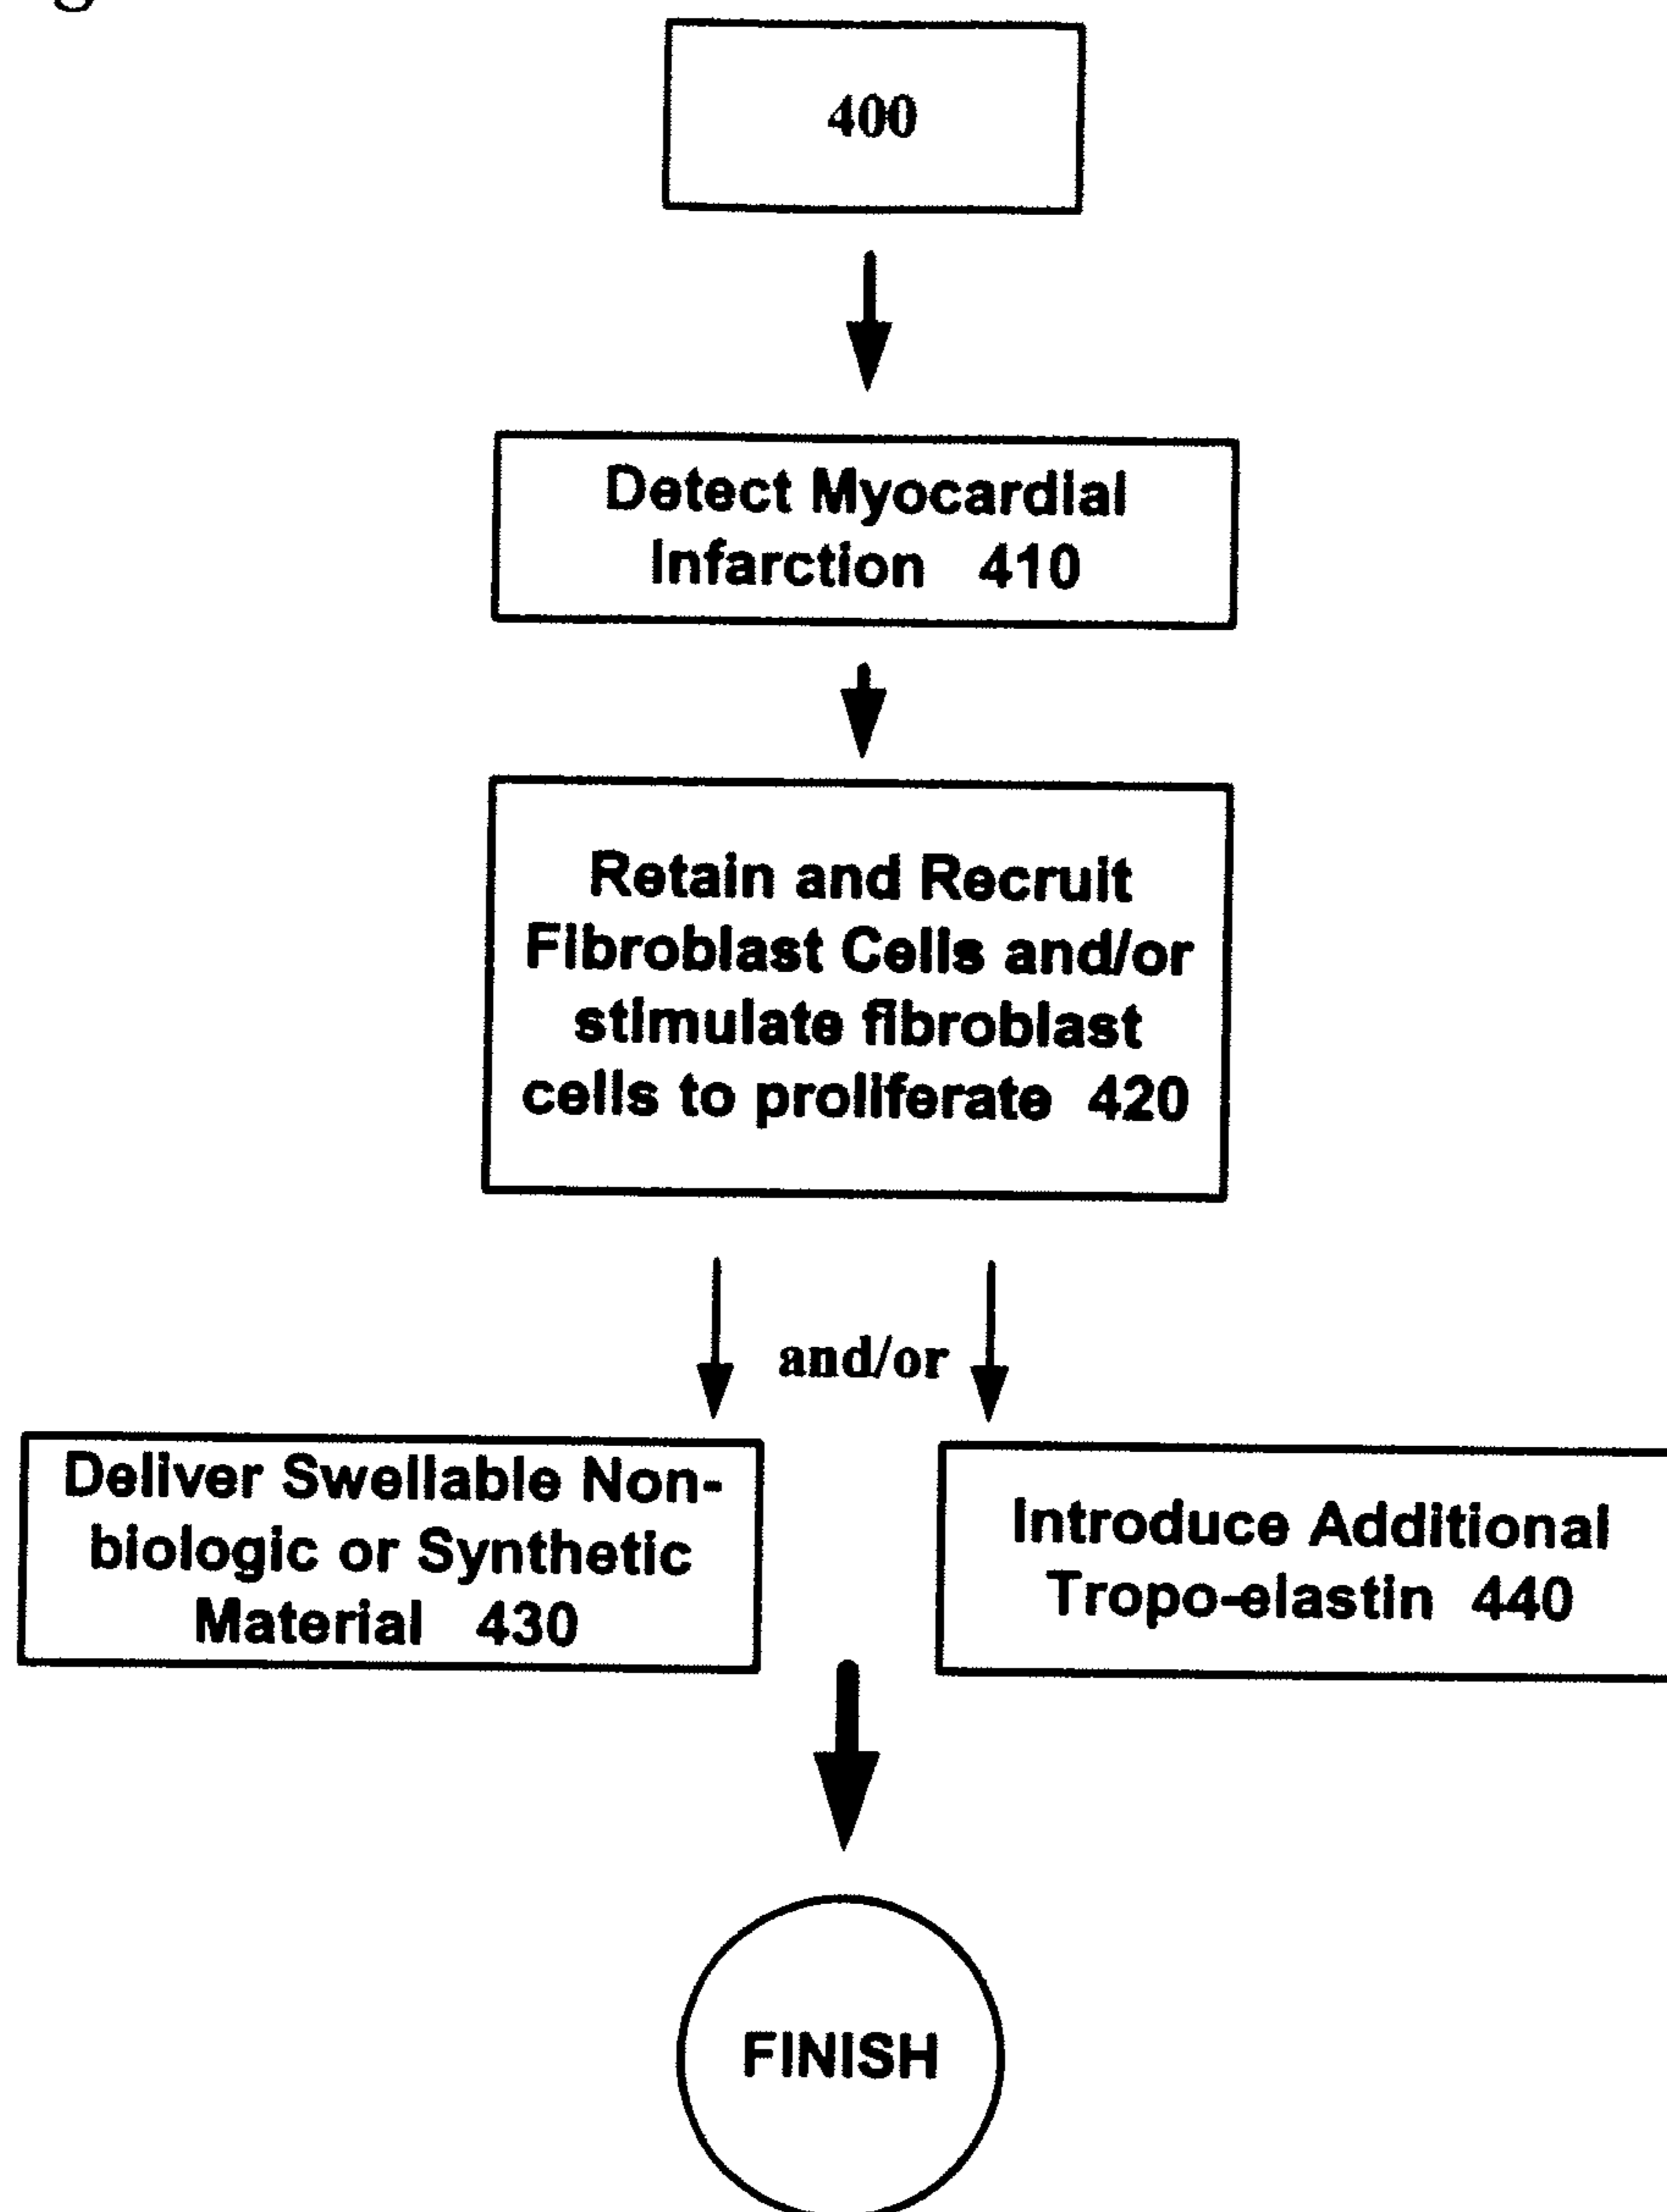 400
Detect Myocardial
Infarction 410
Retain and Recruit
Fibroblast Cells and/or
stimulate fibroblast
cells to proliferate 420
and/or
Deliver Swellable Non-
biologic or Synthetic
Material 430
Introduce Additional
Tropo-elastin 440
FINISH